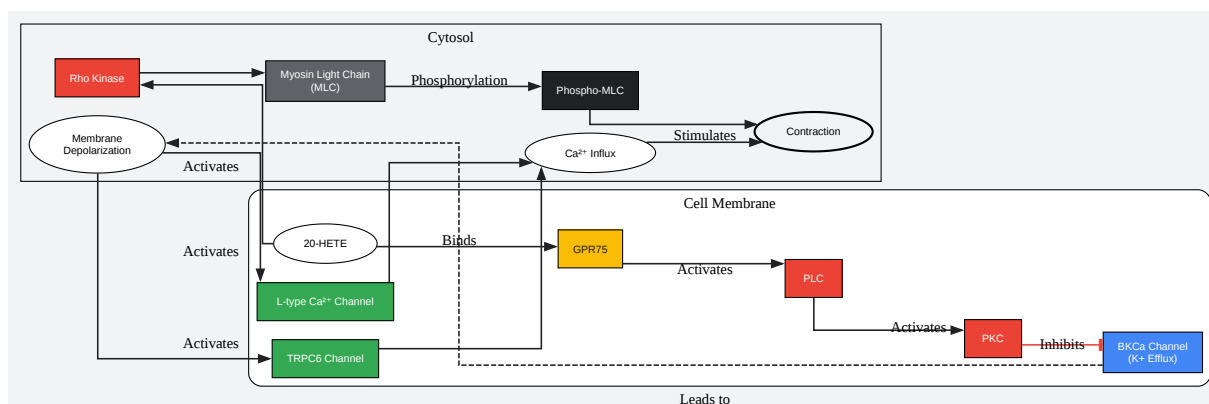 Cytosol
Rho Kinase
Myosin Light Chain
(MLC)
Phosphorylation
Phospho-MLC
Contraction
Membrane
Depolarization
Activates
Ca²⁺ Influx
Stimulates
Cell Membrane
Activates
20-HETE
Binds
GPR75
Activates
PLC
L-type Ca²⁺ Channel
Activates
TRPC6 Channel
Activates
PKC
Inhibits
BKCa Channel
(K+ Efflux)
Leads to